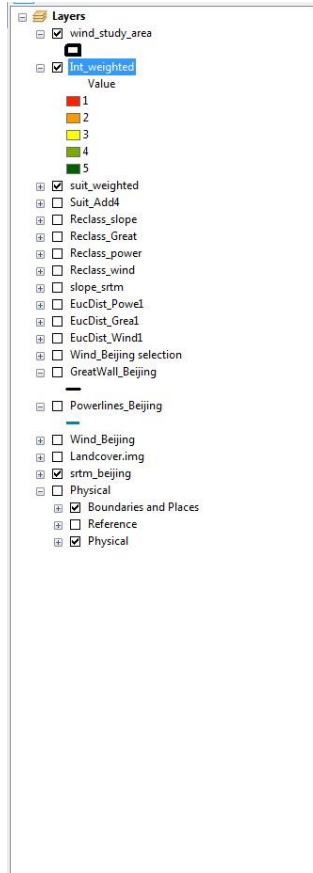 Layers
wind_study_area
Int_weighted
Value
1
2
3
4
5
suit_weighted
Suit_Add4
Reclass_slope
Reclass_Great
Reclass_power
Reclass_wind
slope_srtm
EucDist_Powe1
EucDist_Grea1
EucDist_Wind1
Wind_Beijing selection
GreatWall_Beijing
Powerlines_Beijing
Wind_Beijing
Landcover.img
srtm_beijing
Physical
Boundaries and Places
Reference
Physical